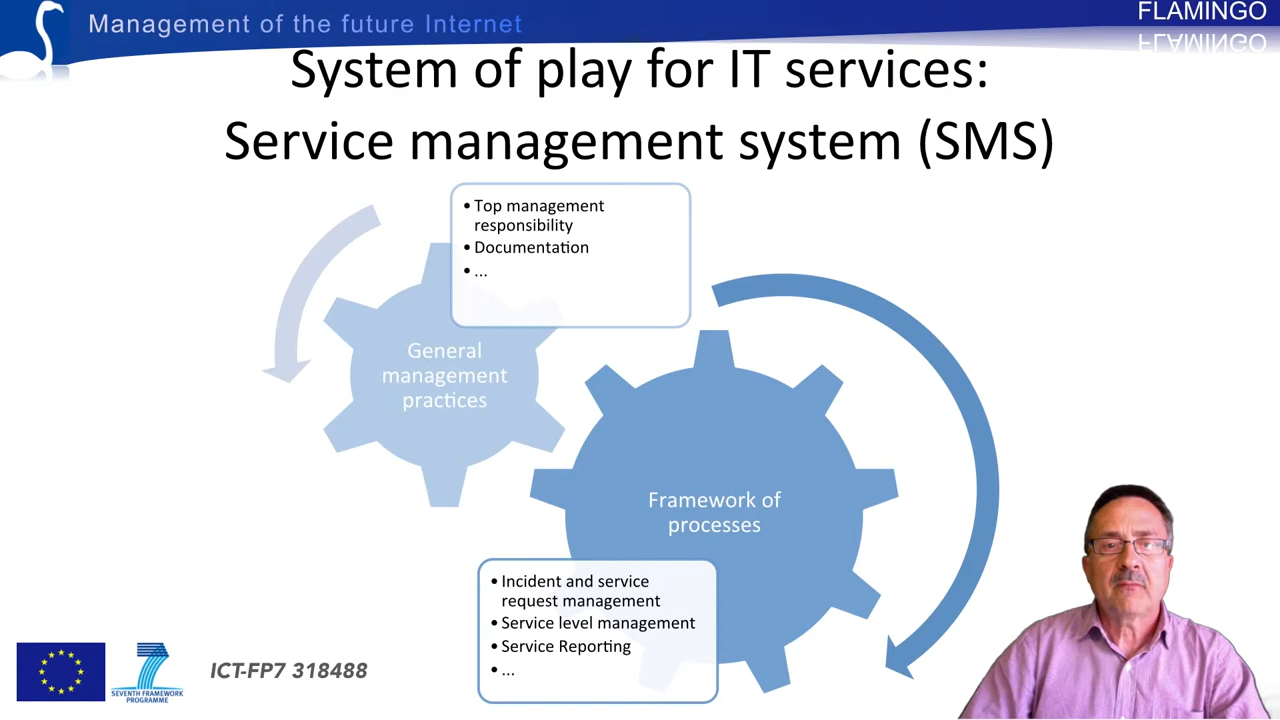 Management of the future Internet
FLAMINGO
System of play for IT services:
Service management system (SMS)
• Top management
responsibility
• Documentation
• ...
General
management
practices
Framework of
processes
• Incident and service
request management
• Service level management
• Service Reporting
• ...
SEVENTH FRAMEWORK
PROGRAMME
ICT-FP7 318488